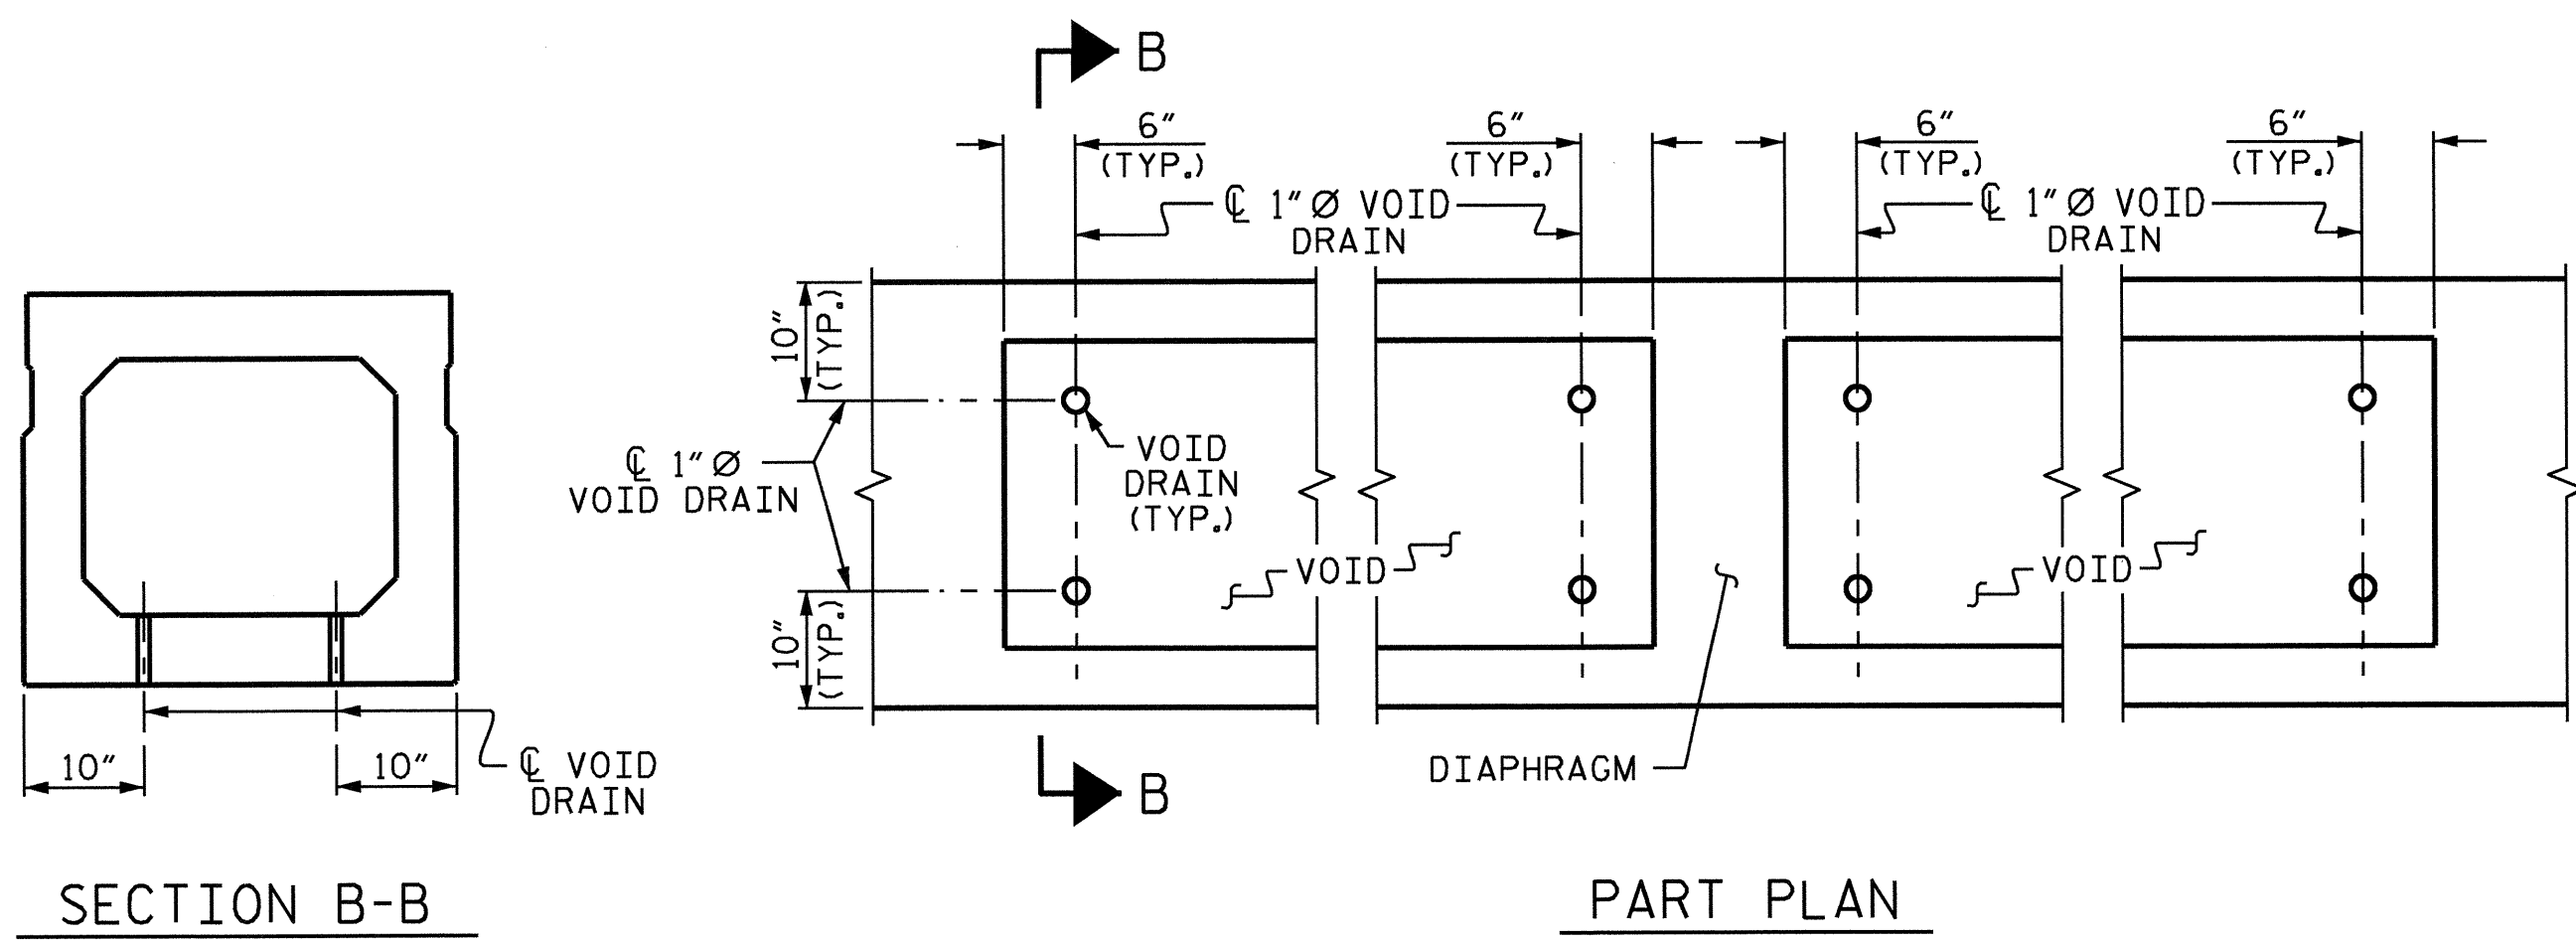 B
6" 6" 6" 6"
(TYP.) (TYP.) (TYP.) (TYP.)
℄ 1"Ø VOID
DRAIN
℄ 1"Ø VOID
DRAIN
10"
(TYP.)
℄ 1"Ø
VOID DRAIN
VOID
DRAIN
(TYP.)
VOID
VOID
10"
(TYP.)
10"
10"
℄ VOID
DRAIN
DIAPHRAGM
B
SECTION B-B
PART PLAN